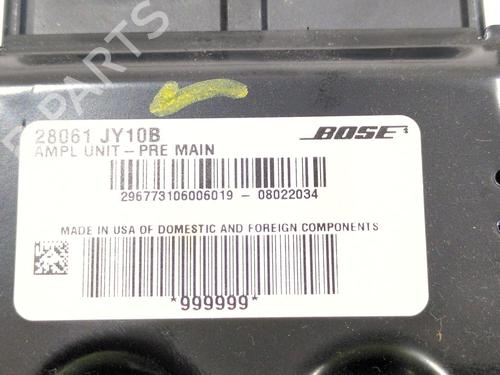 28061 JY10B
BOSE
AMPL UNIT – PRE MAIN
296773106006019 – 08022034
MADE IN USA OF DOMESTIC AND FOREIGN COMPONENTS
*999999*